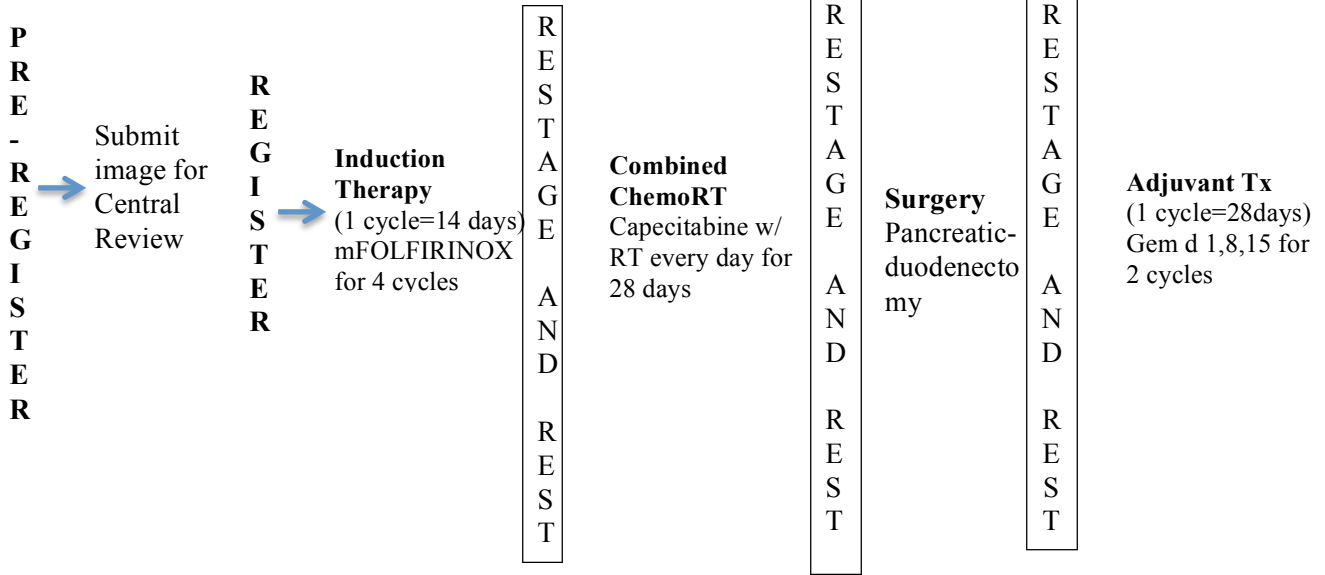 PRE-REGISTER
Submit
image for
Central
Review
REGISTER
Induction
Therapy
(1 cycle=14 days)
mFOLFIRINOX
for 4 cycles
RESTAGE AND REST
Combined
ChemoRT
Capecitabine w/
RT every day for
28 days
RESTAGE AND REST
Surgery
Pancreatic-
duodenecto
my
RESTAGE AND REST
Adjuvant Tx
(1 cycle=28days)
Gem d 1,8,15 for
2 cycles